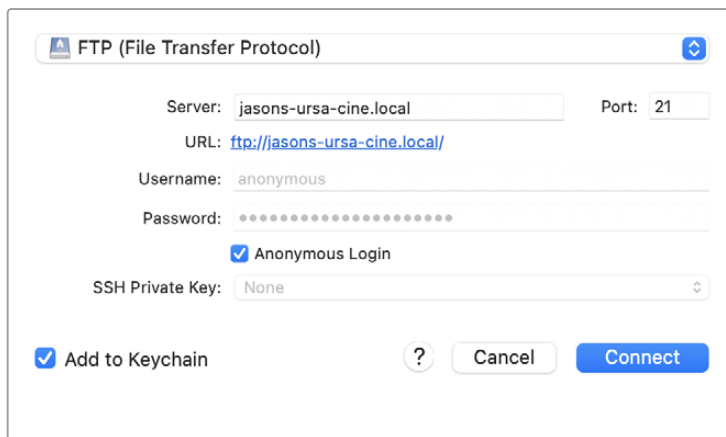 FTP (File Transfer Protocol)
Server: jasons-ursa-cine.local Port: 21
URL: ftp://jasons-ursa-cine.local/
Username: anonymous
Password: ●●●●●●●●●●●●●●●●●●●●●
Anonymous Login
SSH Private Key: None
Add to Keychain ? Cancel Connect